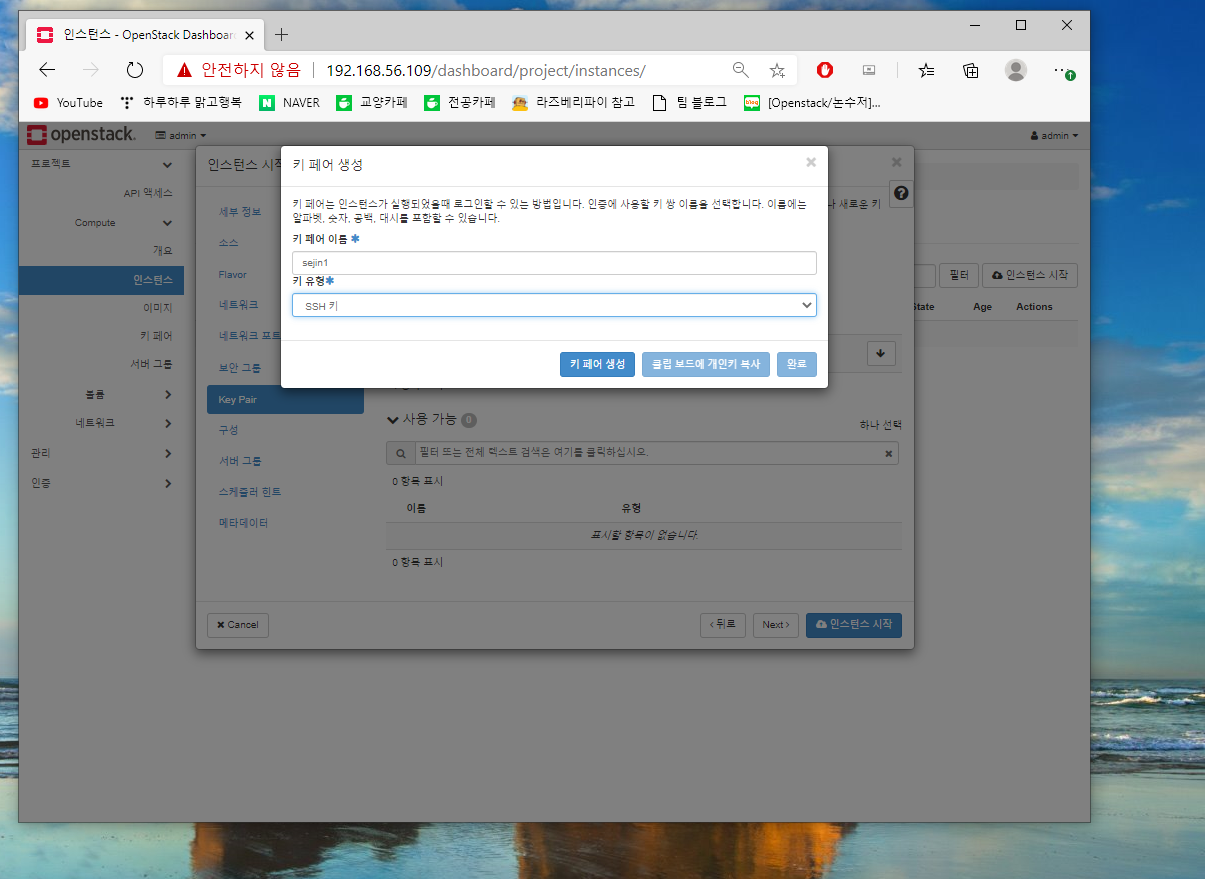 인스턴스 - OpenStack Dashboar
안전하지 않음 192.168.56.109/dashboard/project/instances/
YouTube 하루하루 맑고행복 NAVER 교양카페 전공카페 라즈베리파이 참고 팀 블로그 [Openstack/논수저]...
openstack. admin admin
프로젝트
API 액세스
Compute
개요
인스턴스
이미지
키 페어
서버 그룹
볼륨
네트워크
관리
인증
인스턴스 시작
키 페어 생성
키 페어는 인스턴스가 실행되었을때 로그인할 수 있는 방법입니다. 인증에 사용할 키 쌍 이름을 선택합니다. 이름에는
알파벳, 숫자, 공백, 대시를 포함할 수 있습니다.
키 페어 이름 *
sejin1
키 유형*
SSH 키
키 페어 생성 클립 보드에 개인키 복사 완료
나 새로운 키
필터 인스턴스 시작
State Age Actions
세부 정보
소스
Flavor
네트워크
네트워크 포트
보안 그룹
Key Pair
구성
서버 그룹
스케줄러 힌트
메타데이터
사용 가능 0
하나 선택
필터 또는 전체 텍스트 검색은 여기를 클릭하십시오.
0 항목 표시
이름 유형
표시할 항목이 없습니다.
0 항목 표시
Cancel ‹ 뒤로 Next › 인스턴스 시작